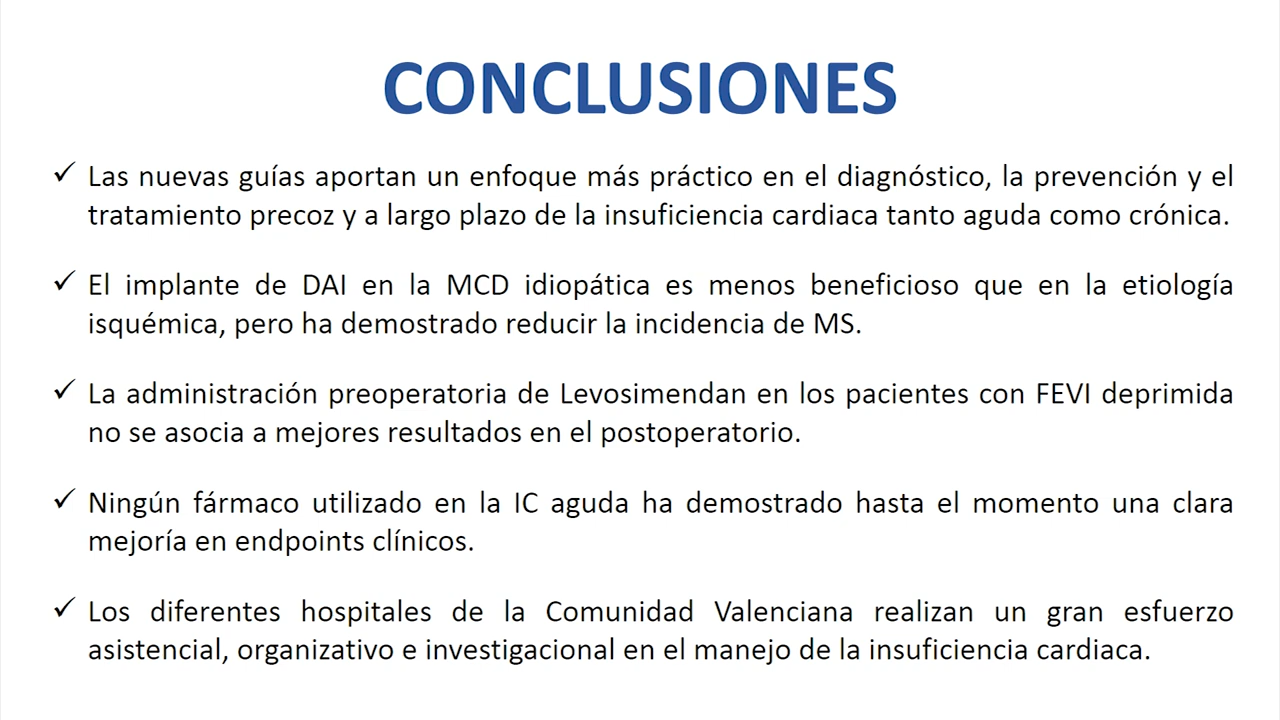 CONCLUSIONES
✓ Las nuevas guías aportan un enfoque más práctico en el diagnóstico, la prevención y el
tratamiento precoz y a largo plazo de la insuficiencia cardiaca tanto aguda como crónica.
✓ El implante de DAI en la MCD idiopática es menos beneficioso que en la etiología
isquémica, pero ha demostrado reducir la incidencia de MS.
✓ La administración preoperatoria de Levosimendan en los pacientes con FEVI deprimida
no se asocia a mejores resultados en el postoperatorio.
✓ Ningún fármaco utilizado en la IC aguda ha demostrado hasta el momento una clara
mejoría en endpoints clínicos.
✓ Los diferentes hospitales de la Comunidad Valenciana realizan un gran esfuerzo
asistencial, organizativo e investigacional en el manejo de la insuficiencia cardiaca.